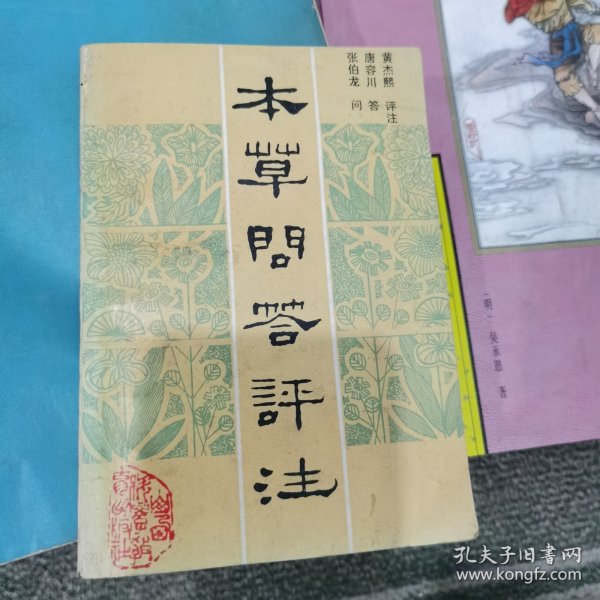 黄杰熙 评注
唐容川 答
张伯龙 问
本草問答評注
（明）吴承恩 著
孔夫子旧书网
www.kongfz.com